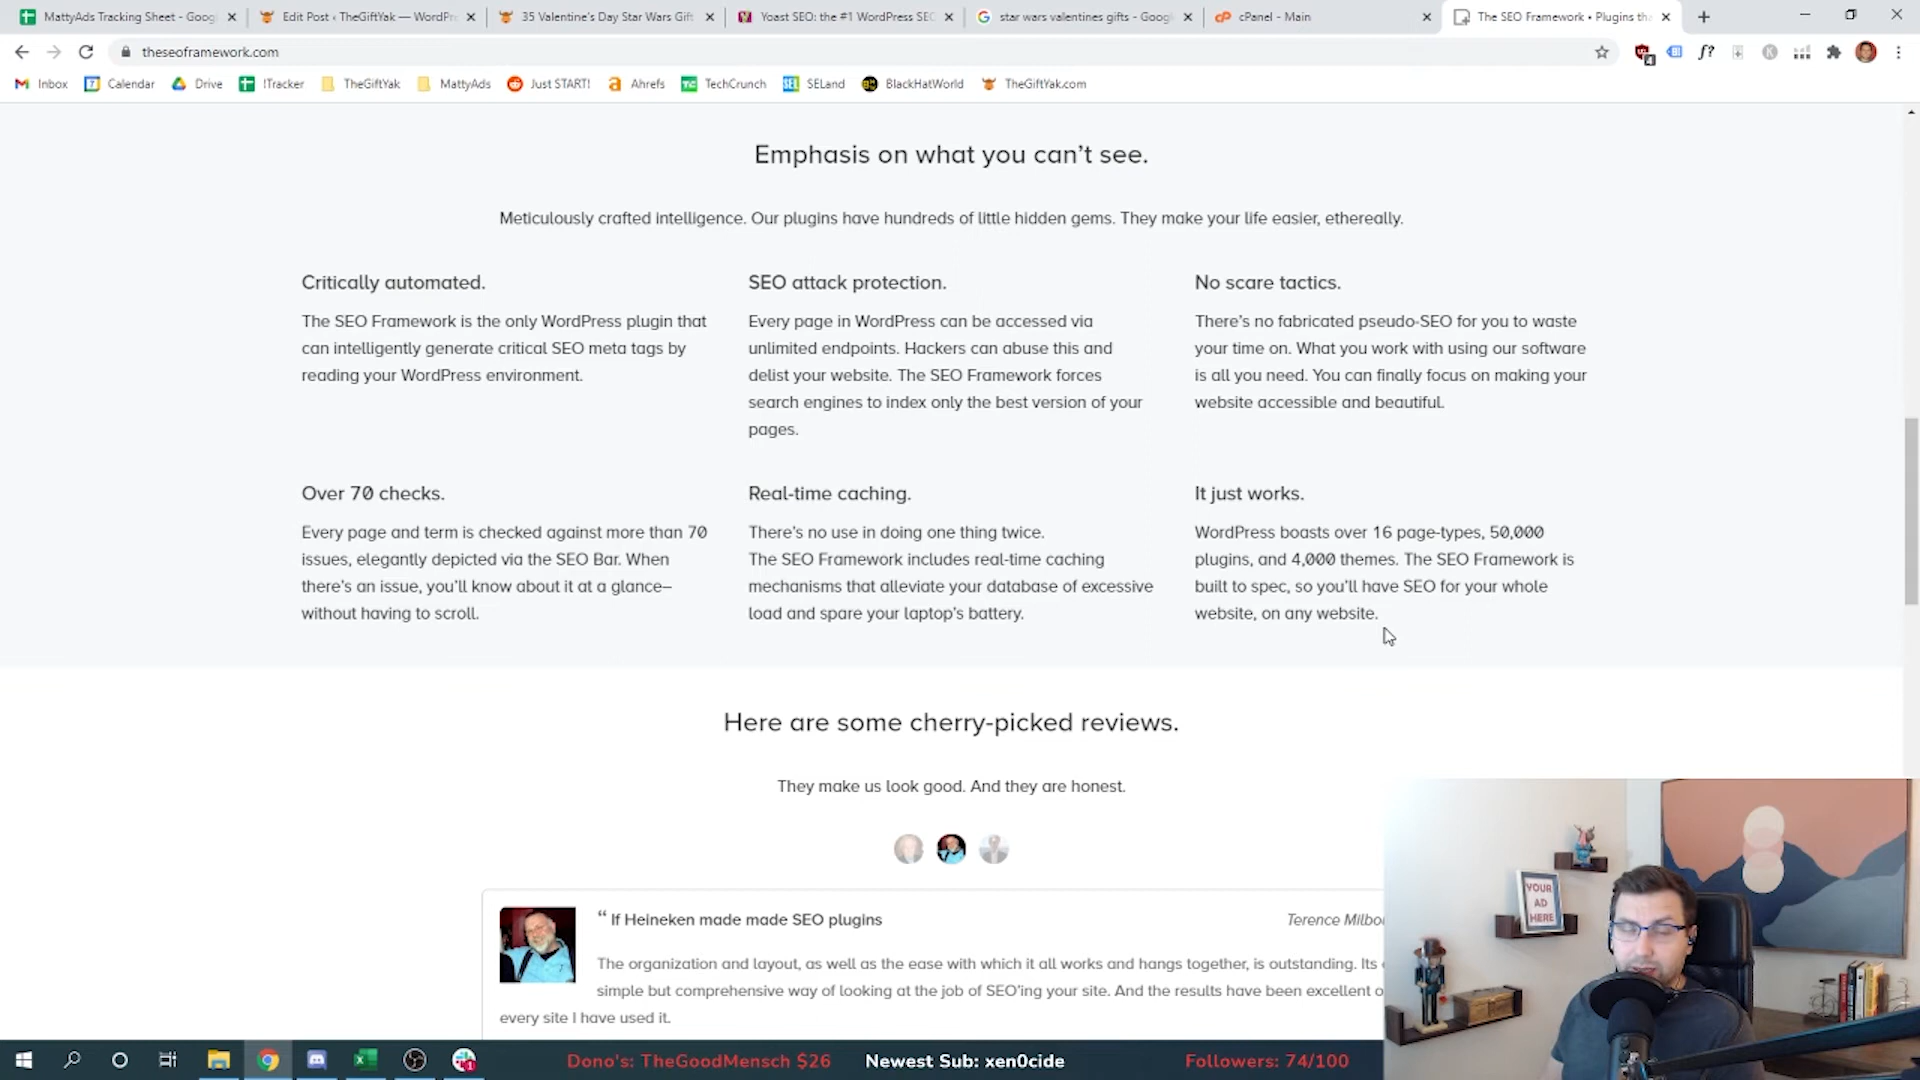 MattyAds Tracking Sheet - Goog
Edit Post ‹ TheGiftYak — WordPr
35 Valentine's Day Star Wars Gift
Yoast SEO: the #1 WordPress SEO
star wars valentines gifts - Goog
cPanel - Main
The SEO Framework • Plugins tha
theseoframework.com
f?
4
Inbox
7
Calendar
Drive
!Tracker
TheGiftYak
MattyAds
Just START!
Ahrefs
TechCrunch
SELand
BlackHatWorld
TheGiftYak.com
Emphasis on what you can't see.
Meticulously crafted intelligence. Our plugins have hundreds of little hidden gems. They make your life easier, ethereally.
Critically automated.
The SEO Framework is the only WordPress plugin that
can intelligently generate critical SEO meta tags by
reading your WordPress environment.
SEO attack protection.
Every page in WordPress can be accessed via
unlimited endpoints. Hackers can abuse this and
delist your website. The SEO Framework forces
search engines to index only the best version of your
pages.
No scare tactics.
There's no fabricated pseudo-SEO for you to waste
your time on. What you work with using our software
is all you need. You can finally focus on making your
website accessible and beautiful.
Over 70 checks.
Every page and term is checked against more than 70
issues, elegantly depicted via the SEO Bar. When
there's an issue, you'll know about it at a glance–
without having to scroll.
Real-time caching.
There's no use in doing one thing twice.
The SEO Framework includes real-time caching
mechanisms that alleviate your database of excessive
load and spare your laptop's battery.
It just works.
WordPress boasts over 16 page-types, 50,000
plugins, and 4,000 themes. The SEO Framework is
built to spec, so you'll have SEO for your whole
website, on any website.
Here are some cherry-picked reviews.
They make us look good. And they are honest.
“ If Heineken made made SEO plugins
Terence Milbou
The organization and layout, as well as the ease with which it all works and hangs together, is outstanding. Its
simple but comprehensive way of looking at the job of SEO'ing your site. And the results have been excellent o
every site I have used it.
YOUR
AD
HERE
Dono's: TheGoodMensch $26
Newest Sub: xen0cide
Followers: 74/100